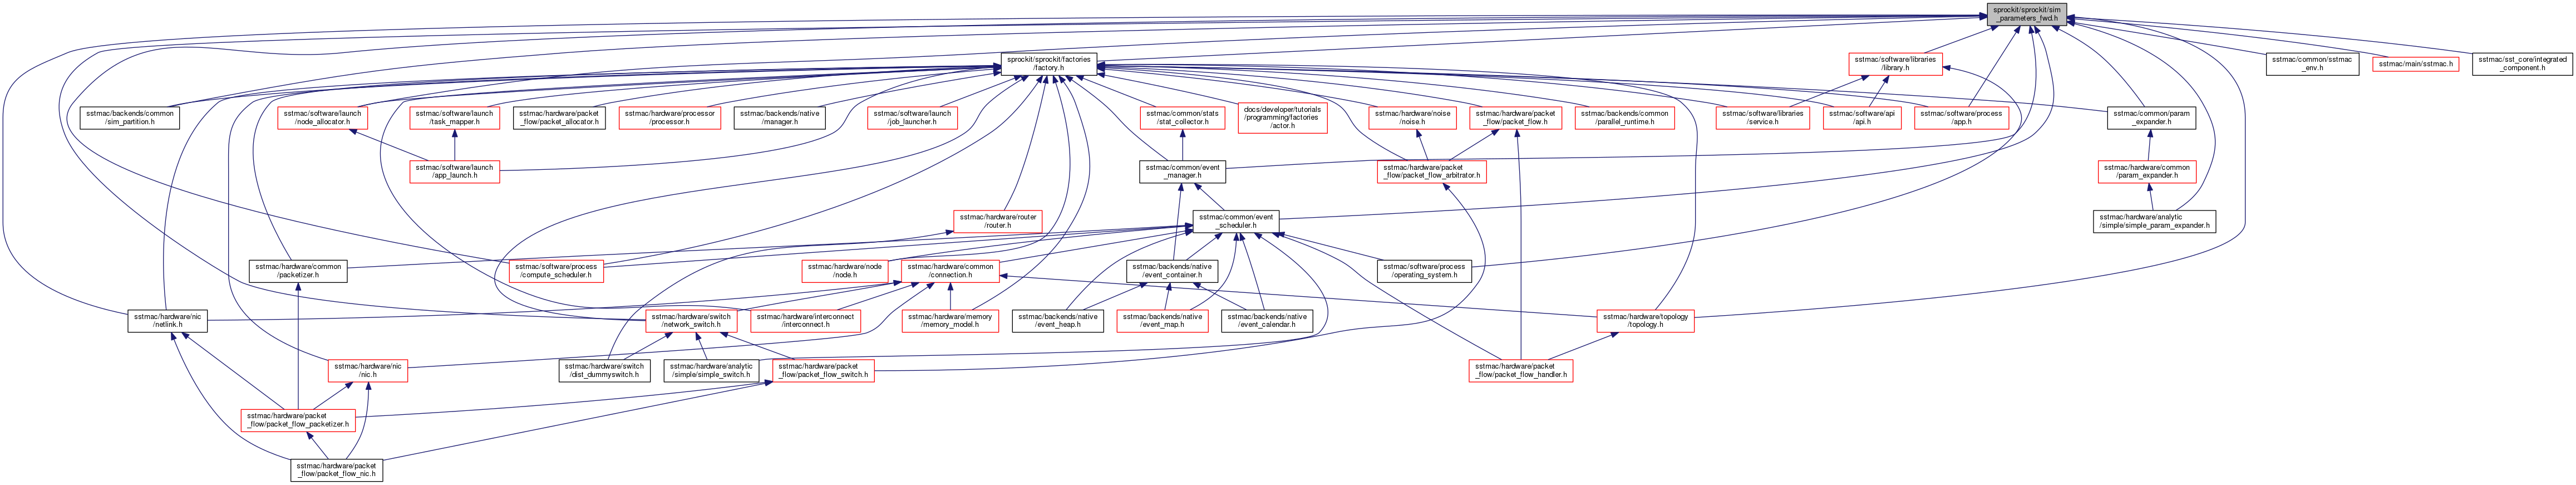 sprockit/sprockit/sim
_parameters_fwd.h
sprockit/sprockit/factories
/factory.h
sstmac/software/libraries
/library.h
sstmac/common/sstmac
_env.h
sstmac/main/sstmac.h
sstmac/sst_core/integrated
_component.h
sstmac/backends/common
/sim_partition.h
sstmac/software/launch
/node_allocator.h
sstmac/software/launch
/task_mapper.h
sstmac/hardware/packet
_flow/packet_allocator.h
sstmac/hardware/processor
/processor.h
sstmac/backends/native
/manager.h
sstmac/software/launch
/job_launcher.h
sstmac/common/stats
/stat_collector.h
docs/developer/tutorials
/programming/factories
/actor.h
sstmac/hardware/noise
/noise.h
sstmac/hardware/packet
_flow/packet_flow.h
sstmac/backends/common
/parallel_runtime.h
sstmac/software/libraries
/service.h
sstmac/software/api
/api.h
sstmac/software/process
/app.h
sstmac/common/param
_expander.h
sstmac/software/launch
/app_launch.h
sstmac/common/event
_manager.h
sstmac/hardware/packet
_flow/packet_flow_arbitrator.h
sstmac/hardware/common
/param_expander.h
sstmac/hardware/router
/router.h
sstmac/common/event
_scheduler.h
sstmac/hardware/analytic
/simple/simple_param_expander.h
sstmac/hardware/common
/packetizer.h
sstmac/software/process
/compute_scheduler.h
sstmac/hardware/node
/node.h
sstmac/hardware/common
/connection.h
sstmac/backends/native
/event_container.h
sstmac/software/process
/operating_system.h
sstmac/hardware/nic
/netlink.h
sstmac/hardware/switch
/network_switch.h
sstmac/hardware/interconnect
/interconnect.h
sstmac/hardware/memory
/memory_model.h
sstmac/backends/native
/event_heap.h
sstmac/backends/native
/event_map.h
sstmac/backends/native
/event_calendar.h
sstmac/hardware/topology
/topology.h
sstmac/hardware/nic
/nic.h
sstmac/hardware/switch
/dist_dummyswitch.h
sstmac/hardware/analytic
/simple/simple_switch.h
sstmac/hardware/packet
_flow/packet_flow_switch.h
sstmac/hardware/packet
_flow/packet_flow_handler.h
sstmac/hardware/packet
_flow/packet_flow_packetizer.h
sstmac/hardware/packet
_flow/packet_flow_nic.h